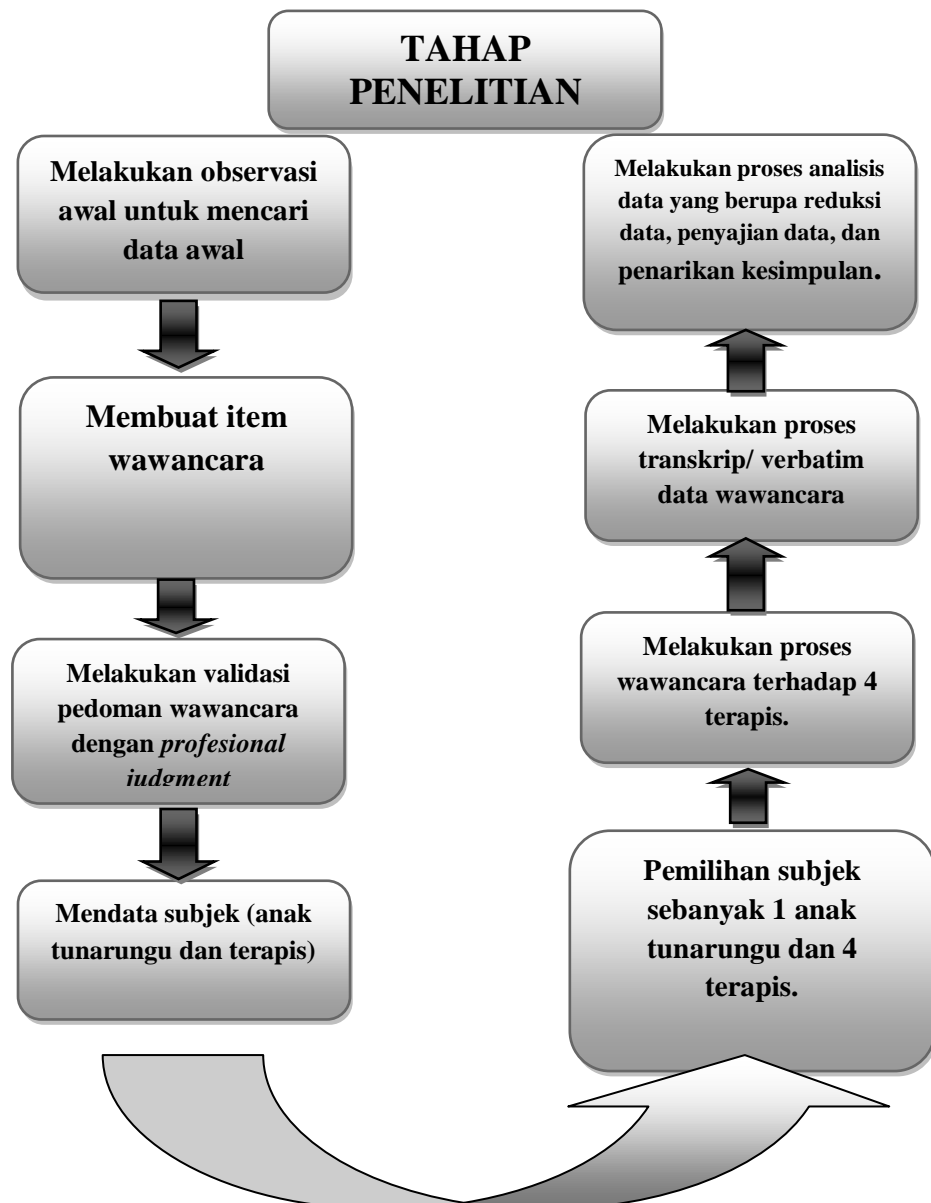 TAHAP
PENELITIAN
Melakukan observasi
awal untuk mencari
data awal
Membuat item
wawancara
Melakukan validasi
pedoman wawancara
dengan profesional
judgment
Mendata subjek (anak
tunarungu dan terapis)
Pemilihan subjek
sebanyak 1 anak
tunarungu dan 4
terapis.
Melakukan proses
wawancara terhadap 4
terapis.
Melakukan proses
transkrip/ verbatim
data wawancara
Melakukan proses analisis
data yang berupa reduksi
data, penyajian data, dan
penarikan kesimpulan.